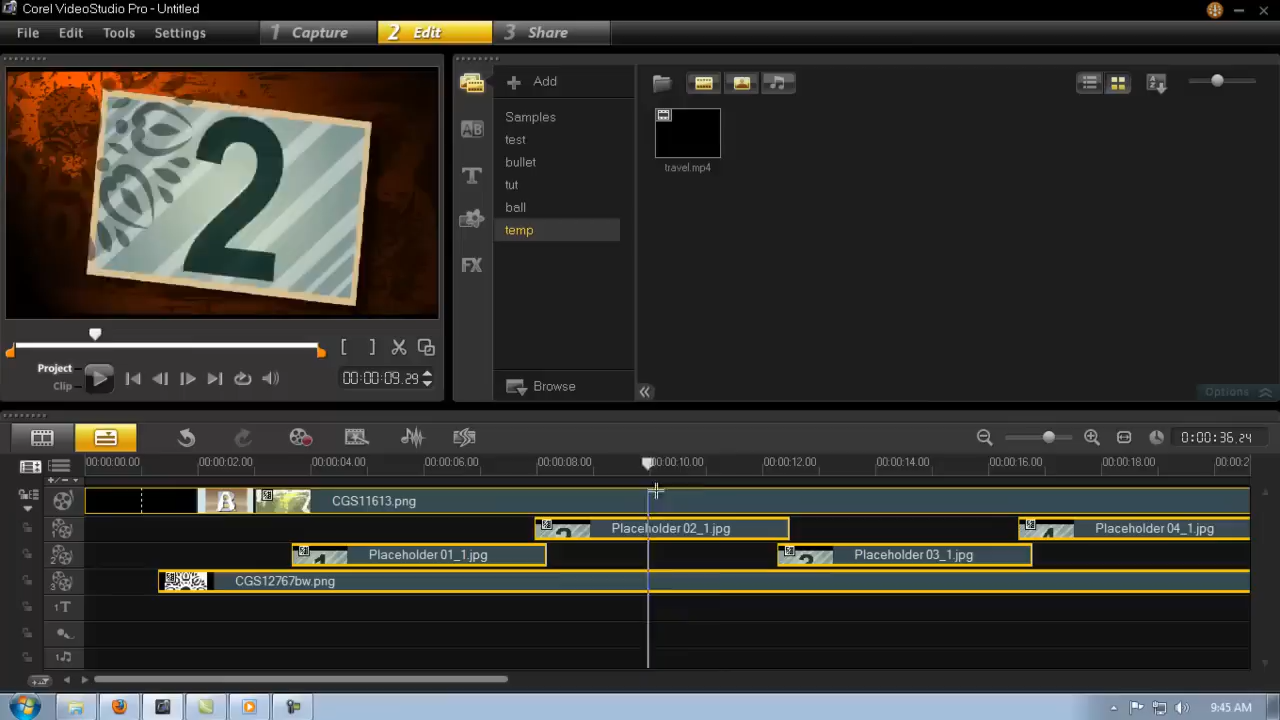 Corel VideoStudio Pro - Untitled
File Edit Tools Settings 1 Capture 2 Edit 3 Share
2
Add
Samples
test
bullet
tut
ball
temp
Browse
travel.mp4
Options
Project
Clip
00:00:09.29
0:00:36.24
00:00:00.00 00:00:02.00 00:00:04.00 00:00:06.00 00:00:08.00 00:00:10.00 00:00:12.00 00:00:14.00 00:00:16.00 00:00:18.00 00:00:2
CGS11613.png
Placeholder 02_1.jpg Placeholder 04_1.jpg
Placeholder 01_1.jpg Placeholder 03_1.jpg
CGS12767bw.png
9:45 AM